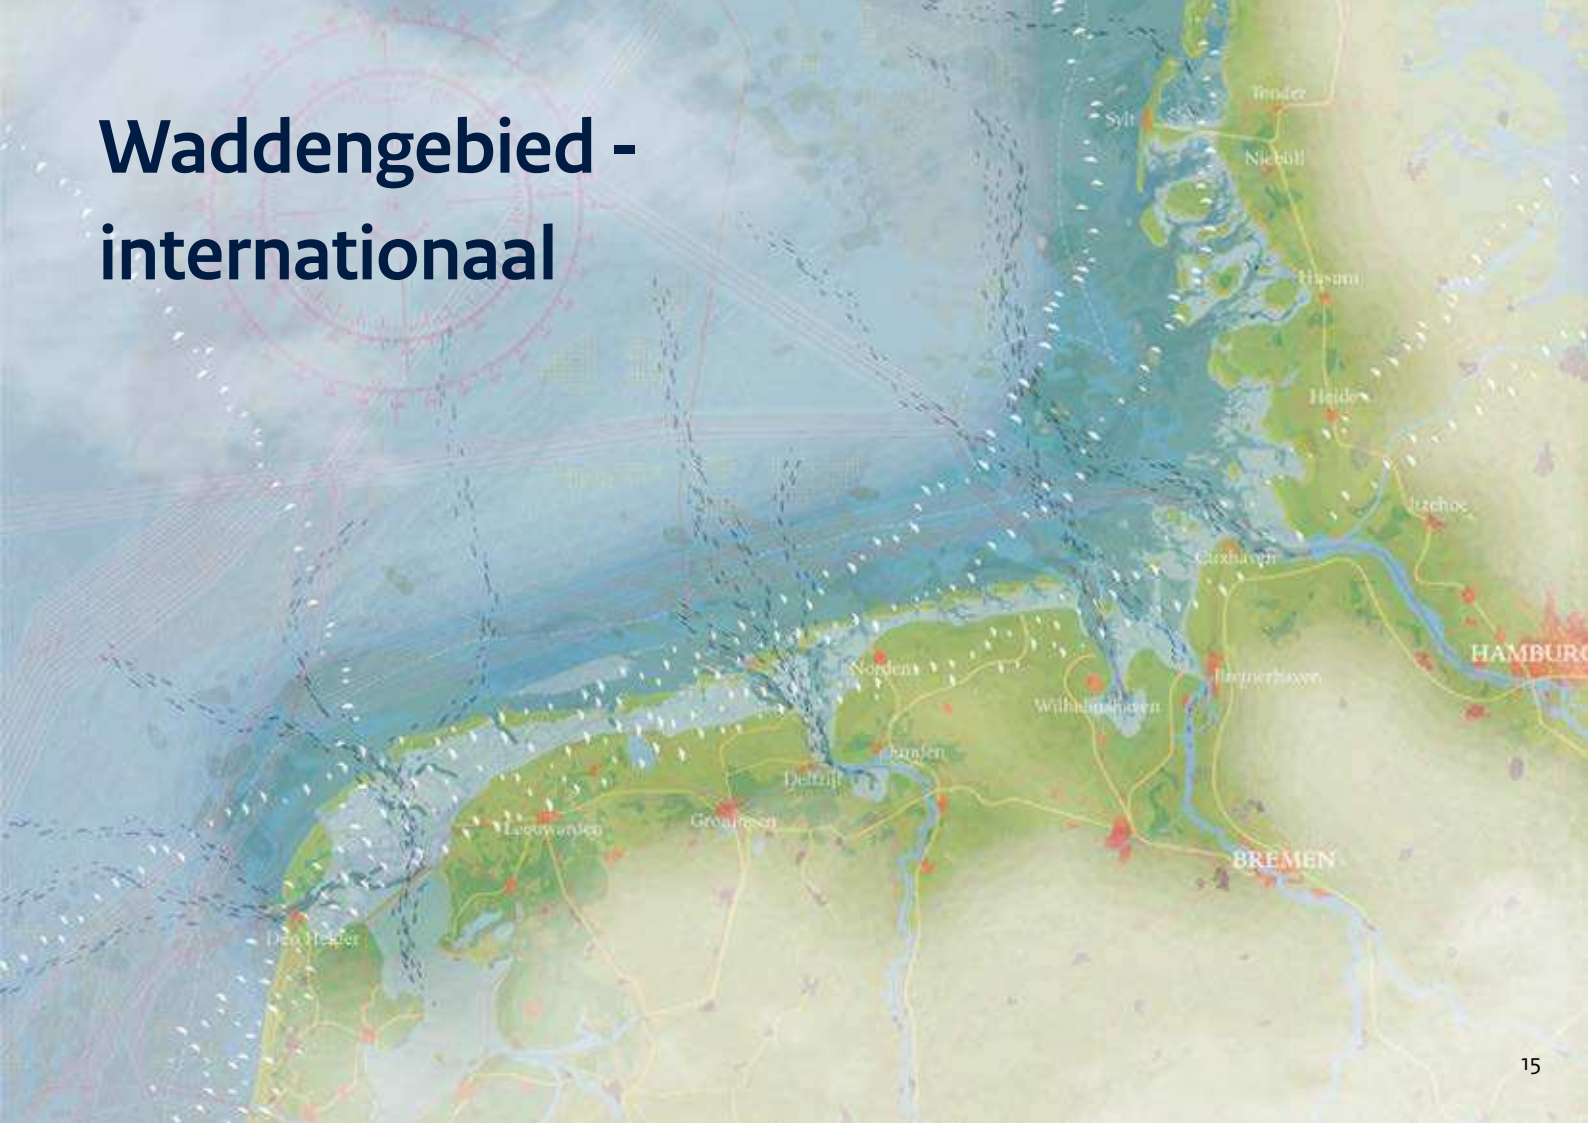 Waddengebied -
internationaal
Tonder
Sylt
Niebüll
Husum
Heide
Itzehoe
Cuxhaven
HAMBURG
Norden
Bremerhaven
Wilhelmshaven
Emden
Delfzijl
Leeuwarden
Groningen
BREMEN
Den Helder
15